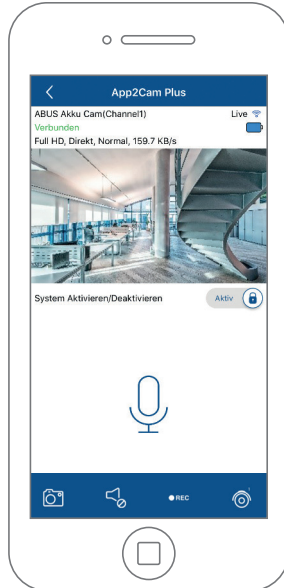 App2Cam Plus
ABUS Akku Cam(Channel1) Live
Verbunden
Full HD, Direkt, Normal, 159.7 KB/s
System Aktivieren/Deaktivieren Aktiv
REC